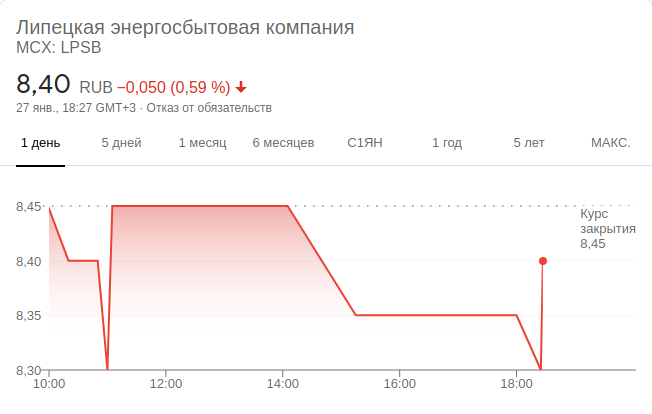 Липецкая энергосбытовая компания
MCX: LPSB
8,40 RUB −0,050 (0,59 %)
27 янв., 18:27 GMT+3 · Отказ от обязательств
1 день 5 дней 1 месяц 6 месяцев С1ЯН 1 год 5 лет МАКС.
8,45
Курс
закрытия
8,45
8,40
8,35
8,30
10:00 12:00 14:00 16:00 18:00